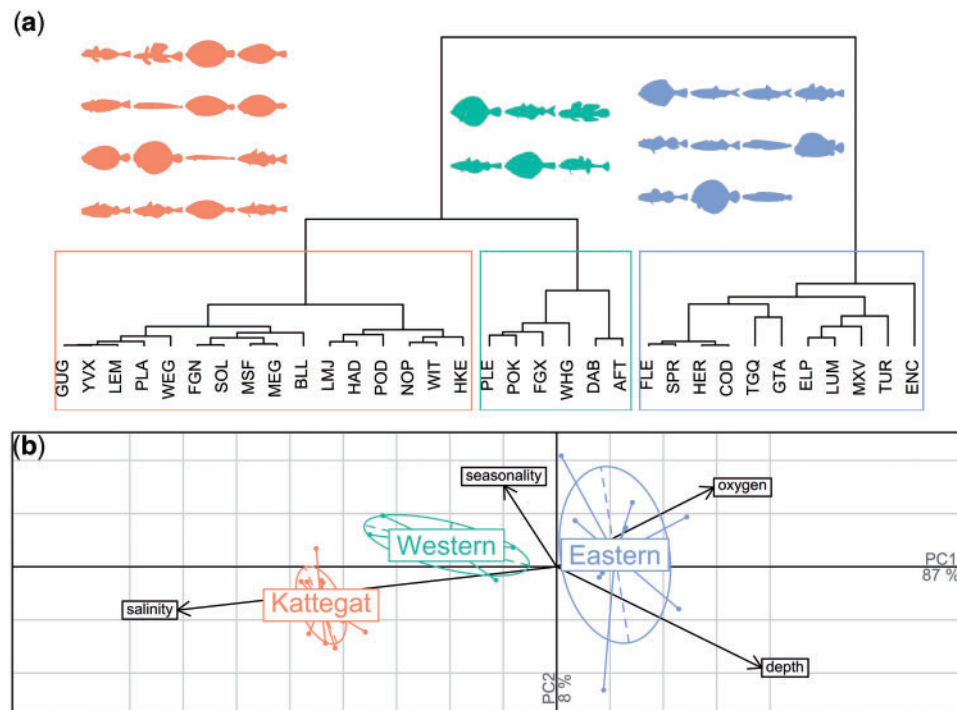 (a)
GUG YVX LEM PLA WEG FGN SOL MSF MEG BLL LMJ HAD POD NOP WIT HKE PLE POK FGX WHG DAB AFT FLE SPR HER COD TGQ GTA ELP LUM MXV TUR ENC
(b)
seasonality
oxygen
Western
Eastern
PC1
87 %
salinity
Kattegat
depth
PC2
8 %